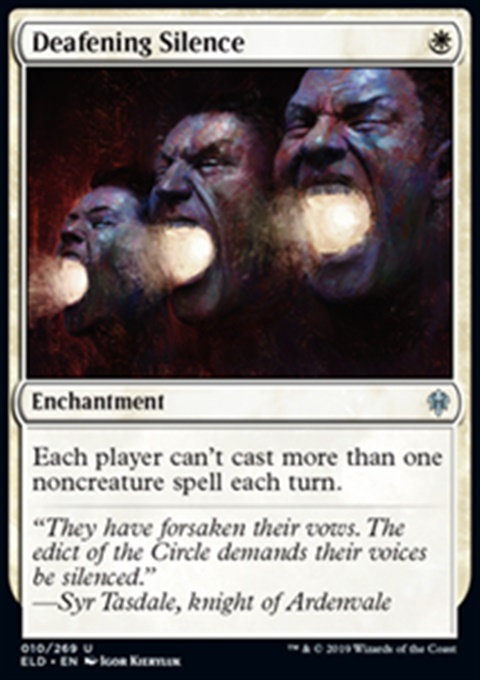 Deafening Silence
Enchantment
Each player can't cast more than one
noncreature spell each turn.
“They have forsaken their vows. The
edict of the Circle demands their voices
be silenced.”
—Syr Tasdale, knight of Ardenvale
010/269 U
ELD • EN Igor Kieryluk
™ & © 2019 Wizards of the Coast